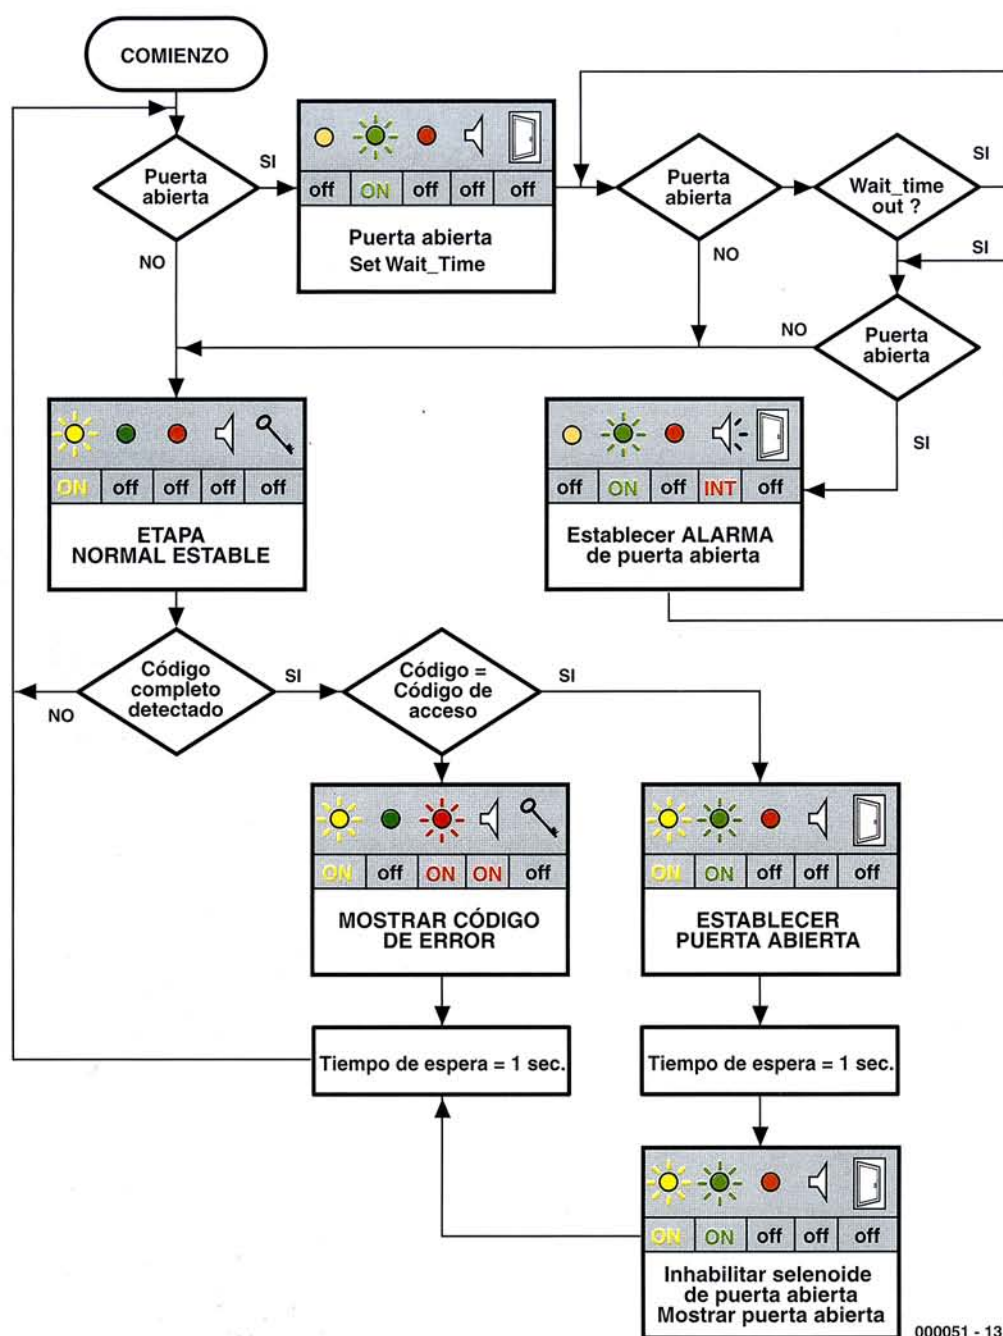 COMIENZO
Puerta
abierta
SI
NO
off ON off off off
Puerta abierta
Set Wait_Time
Puerta
abierta
NO
Wait_time
out ?
SI
SI
Puerta
abierta
NO
SI
ON off off off off
ETAPA
NORMAL ESTABLE
off ON off INT off
Establecer ALARMA
de puerta abierta
Código
completo
detectado
NO
SI
Código =
Código de
acceso
SI
ON off ON ON off
MOSTRAR CÓDIGO
DE ERROR
ON ON off off off
ESTABLECER
PUERTA ABIERTA
Tiempo de espera = 1 sec.
Tiempo de espera = 1 sec.
ON ON off off off
Inhabilitar selenoide
de puerta abierta
Mostrar puerta abierta
000051 - 13